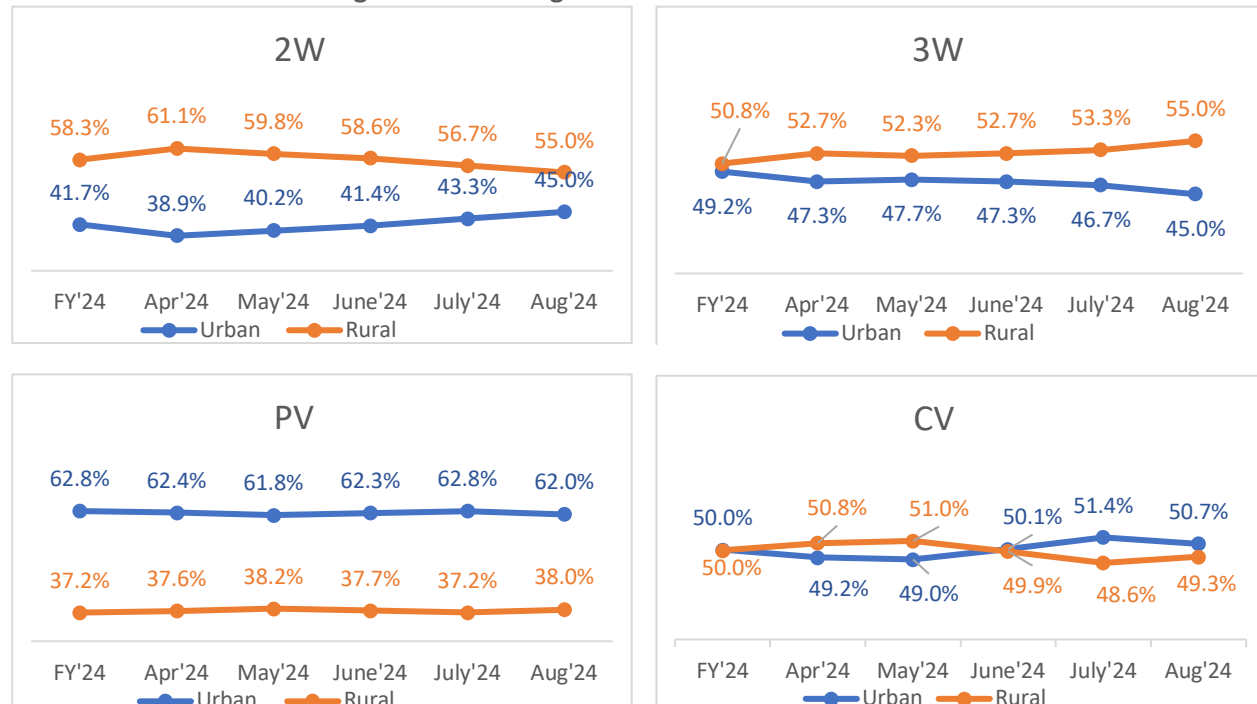 2W
58.3% 61.1% 59.8% 58.6% 56.7% 55.0%
41.7% 38.9% 40.2% 41.4% 43.3% 45.0%
FY'24 Apr'24 May'24 June'24 July'24 Aug'24
Urban Rural
3W
50.8% 52.7% 52.3% 52.7% 53.3% 55.0%
49.2% 47.3% 47.7% 47.3% 46.7% 45.0%
FY'24 Apr'24 May'24 June'24 July'24 Aug'24
Urban Rural
PV
62.8% 62.4% 61.8% 62.3% 62.8% 62.0%
37.2% 37.6% 38.2% 37.7% 37.2% 38.0%
FY'24 Apr'24 May'24 June'24 July'24 Aug'24
Urban Rural
CV
50.0% 50.8% 51.0% 50.1% 51.4% 50.7%
50.0% 49.2% 49.0% 49.9% 48.6% 49.3%
FY'24 Apr'24 May'24 June'24 July'24 Aug'24
Urban Rural